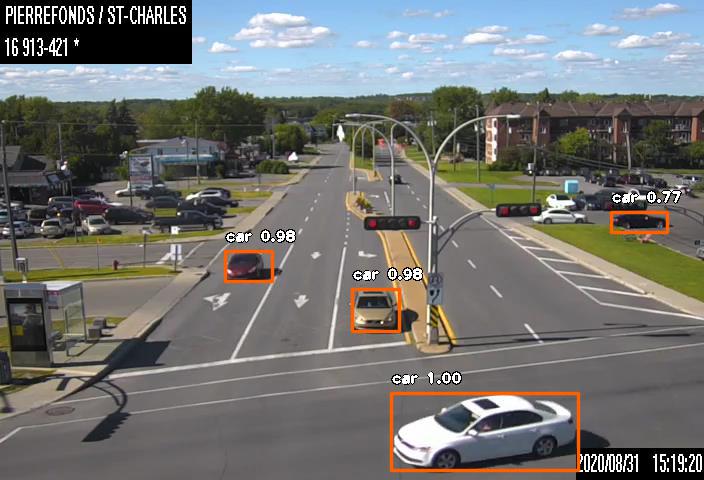 PIERREFONDS / ST-CHARLES
16 913-421 *
car 0.77
car 0.98
car 0.98
car 1.00
2020/08/31 15:19:20